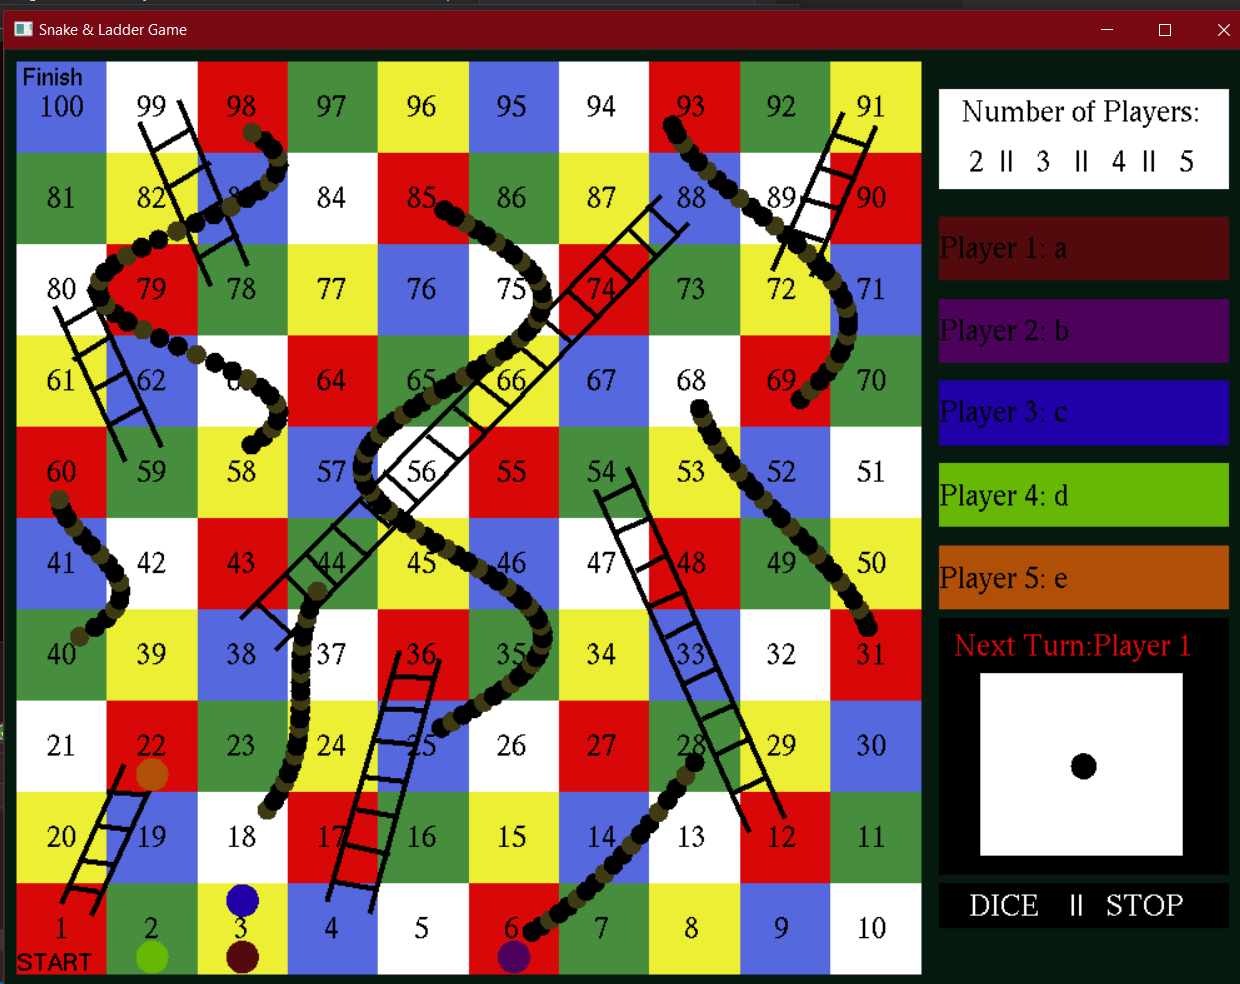 Snake & Ladder Game
Finish
100 99 98 97 96 95 94 93 92 91
81 82 84 85 86 87 88 89 90
80 79 78 77 76 75 74 73 72 71
61 62 64 65 66 67 68 69 70
60 59 58 57 56 55 54 53 52 51
41 42 43 44 45 46 47 48 49 50
40 39 38 37 36 35 34 33 32 31
21 22 23 24 25 26 27 28 29 30
20 19 18 17 16 15 14 13 12 11
1 2 3 4 5 6 7 8 9 10
START
Number of Players:
2 || 3 || 4 || 5
Player 1: a
Player 2: b
Player 3: c
Player 4: d
Player 5: e
Next Turn:Player 1
DICE || STOP